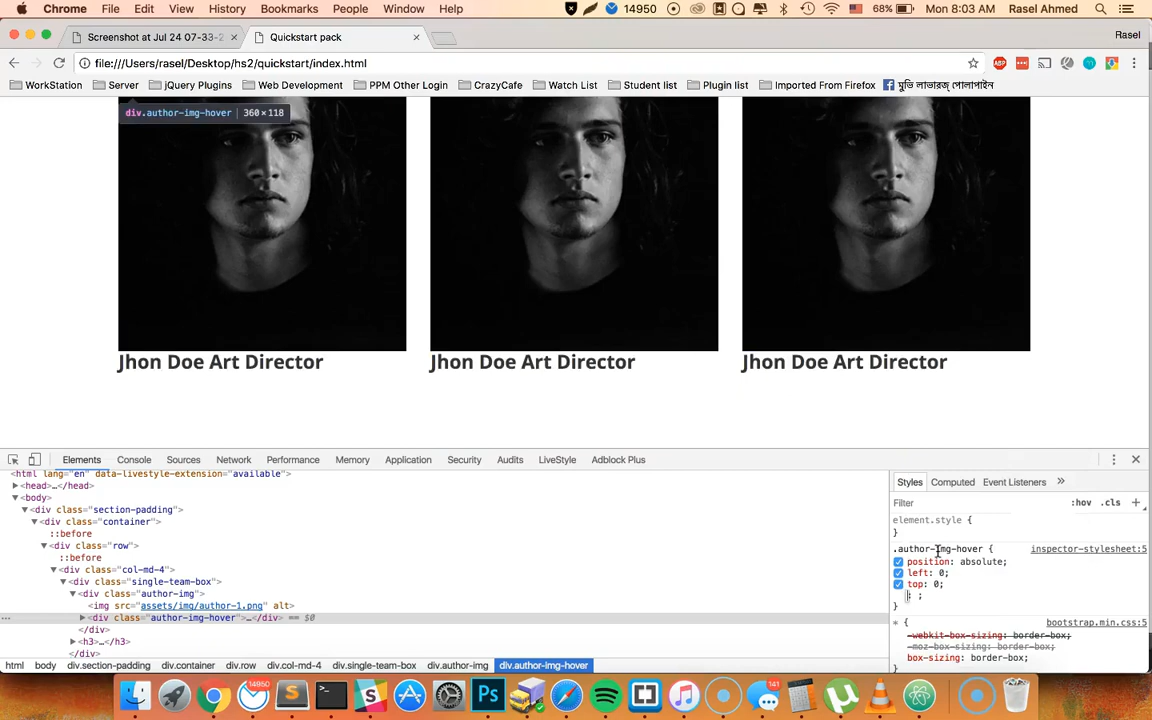 Chrome File Edit View History Bookmarks People Window Help 14950 68% Mon 8:03 AM Rasel Ahmed
Screenshot at Jul 24 07-33-2 Quickstart pack Rasel
file:///Users/rasel/Desktop/hs2/quickstart/index.html ABP
WorkStation Server jQuery Plugins Web Development PPM Other Login CrazyCafe Watch List Student list Plugin list Imported From Firefox মুভি লাভারজ্ পোলাপাইন
div.author-img-hover | 360×118
Jhon Doe Art Director Jhon Doe Art Director Jhon Doe Art Director
Elements Console Sources Network Performance Memory Application Security Audits LiveStyle Adblock Plus
<html lang="en" data-livestyle-extension="available">
<head>…</head>
<body>
<div class="section-padding">
<div class="container">
::before
<div class="row">
::before
<div class="col-md-4">
<div class="single-team-box">
<div class="author-img">
<img src="assets/img/author-1.png" alt>
<div class="author-img-hover">…</div> == $0
</div>
<h3>…</h3>
</div>
html body div.section-padding div.container div.row div.col-md-4 div.single-team-box div.author-img div.author-img-hover
Styles Computed Event Listeners »
Filter :hov .cls +
element.style {
}
.author-img-hover { inspector-stylesheet:5
position: absolute;
left: 0;
top: 0;
: ;
}
* { bootstrap.min.css:5
-webkit-box-sizing: border-box;
-moz-box-sizing: border-box;
box-sizing: border-box;
}
14950 Ps 141